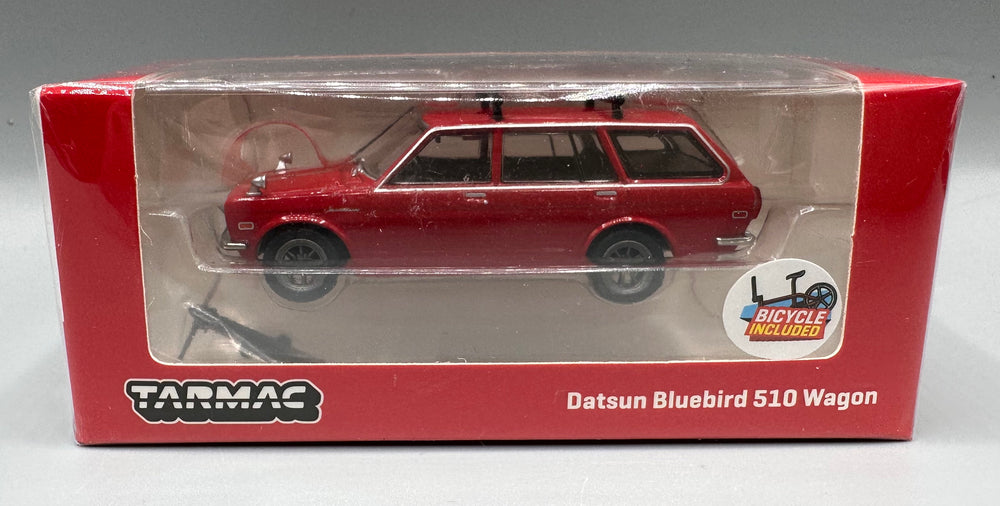 BICYCLE
INCLUDED
TARMAC
Datsun Bluebird 510 Wagon